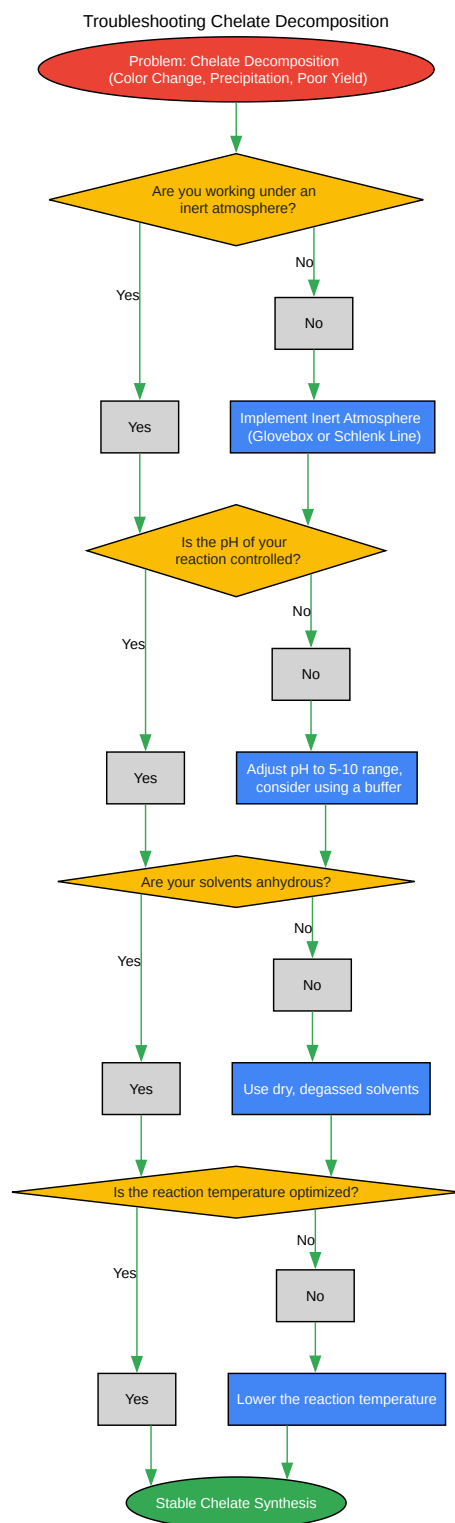 Troubleshooting Chelate Decomposition
Problem: Chelate Decomposition
(Color Change, Precipitation, Poor Yield)
Are you working under an
inert atmosphere?
No
Yes
No
Yes
Implement Inert Atmosphere
(Glovebox or Schlenk Line)
Is the pH of your
reaction controlled?
No
Yes
No
Yes
Adjust pH to 5-10 range,
consider using a buffer
Are your solvents anhydrous?
No
Yes
No
Yes
Use dry, degassed solvents
Is the reaction temperature optimized?
No
Yes
No
Yes
Lower the reaction temperature
Stable Chelate Synthesis